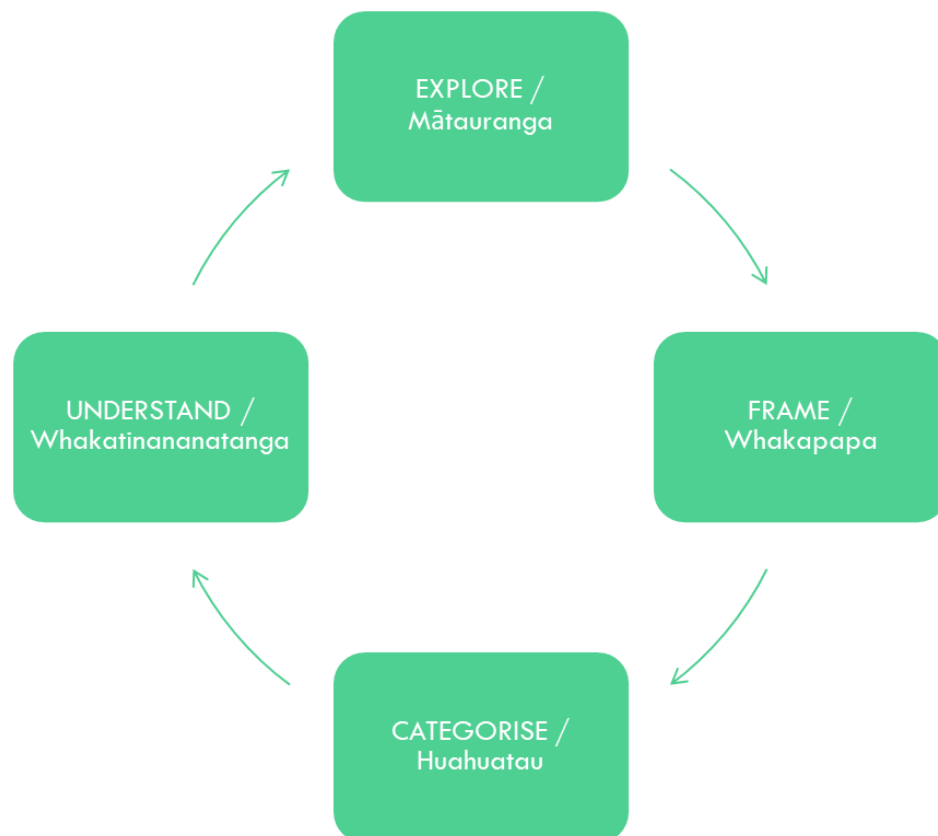 EXPLORE /
Mātauranga
FRAME /
Whakapapa
CATEGORISE /
Huahuatau
UNDERSTAND /
Whakatinananatanga